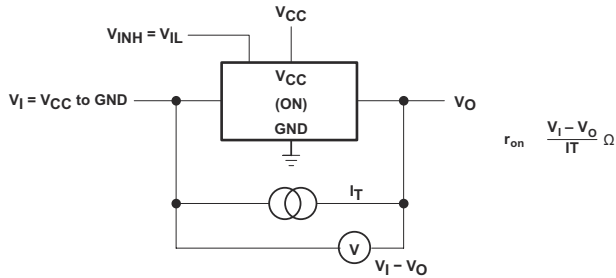 VCC
VINH = VIL
VCC
VI = VCC to GND
(ON)
VO
GND
ron VI – VO
IT Ω
IT
V
VI – VO